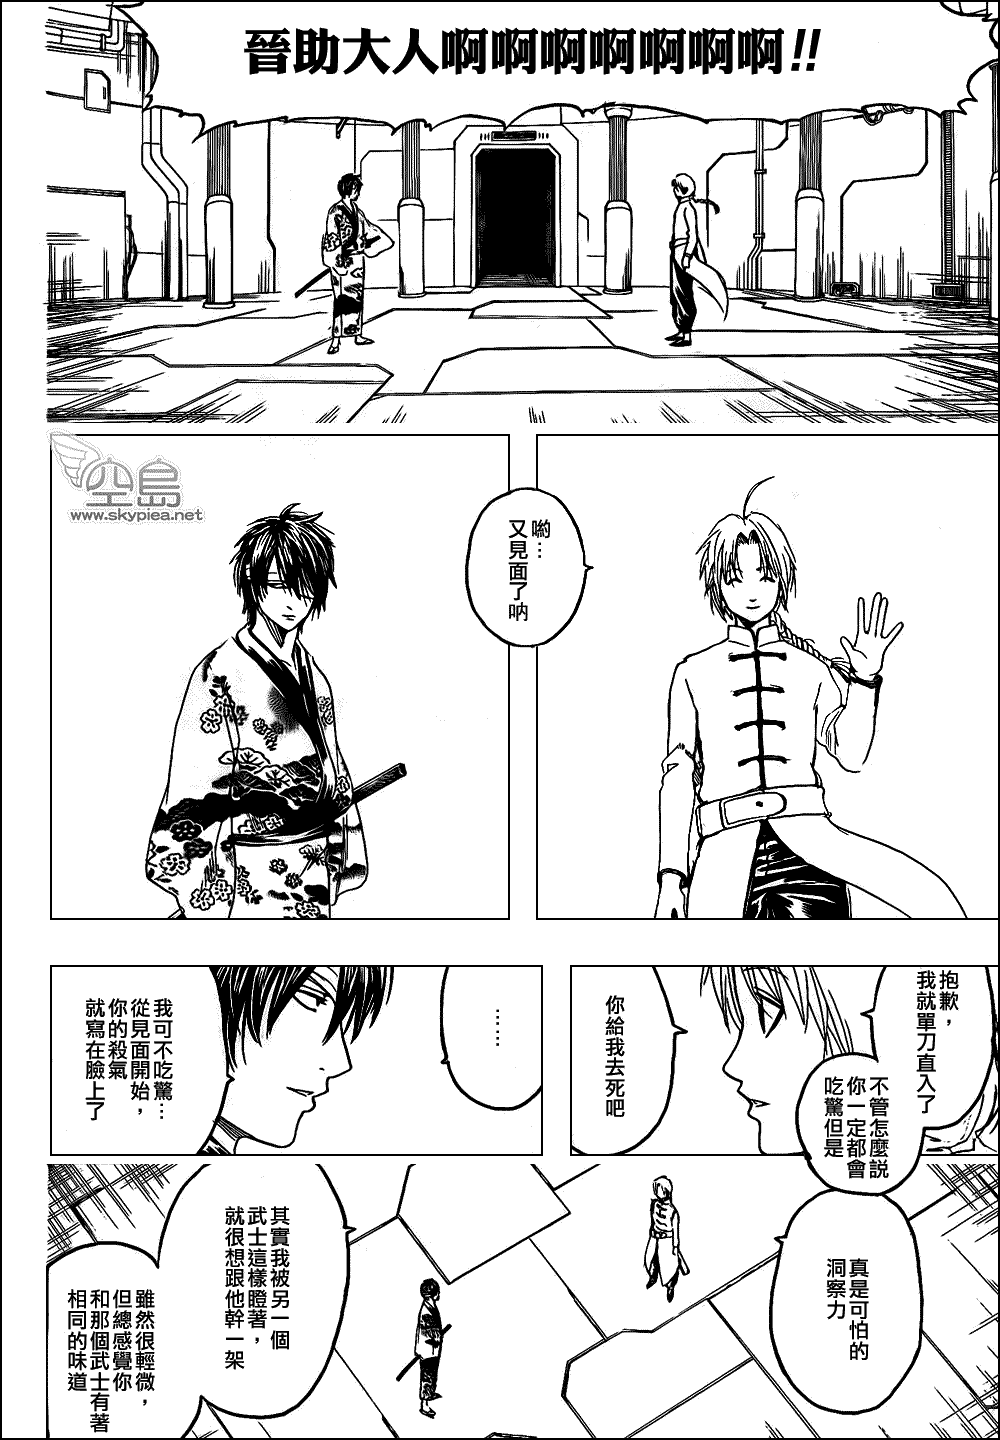 晉助大人啊啊啊啊啊啊啊!!
喲…
又見面了吶
空島
www.skypiea.net
抱歉，
我就單刀直入了
不管怎麼説
你一定都會
吃驚但是
你給我去死吧
……
我可不吃驚…
從見面開始，
你的殺氣
就寫在臉上了
真是可怕的
洞察力
其實我被另一個
武士這樣瞪著，
就很想跟他幹一架
雖然很輕微，
但總感覺你
和那個武士有著
相同的味道